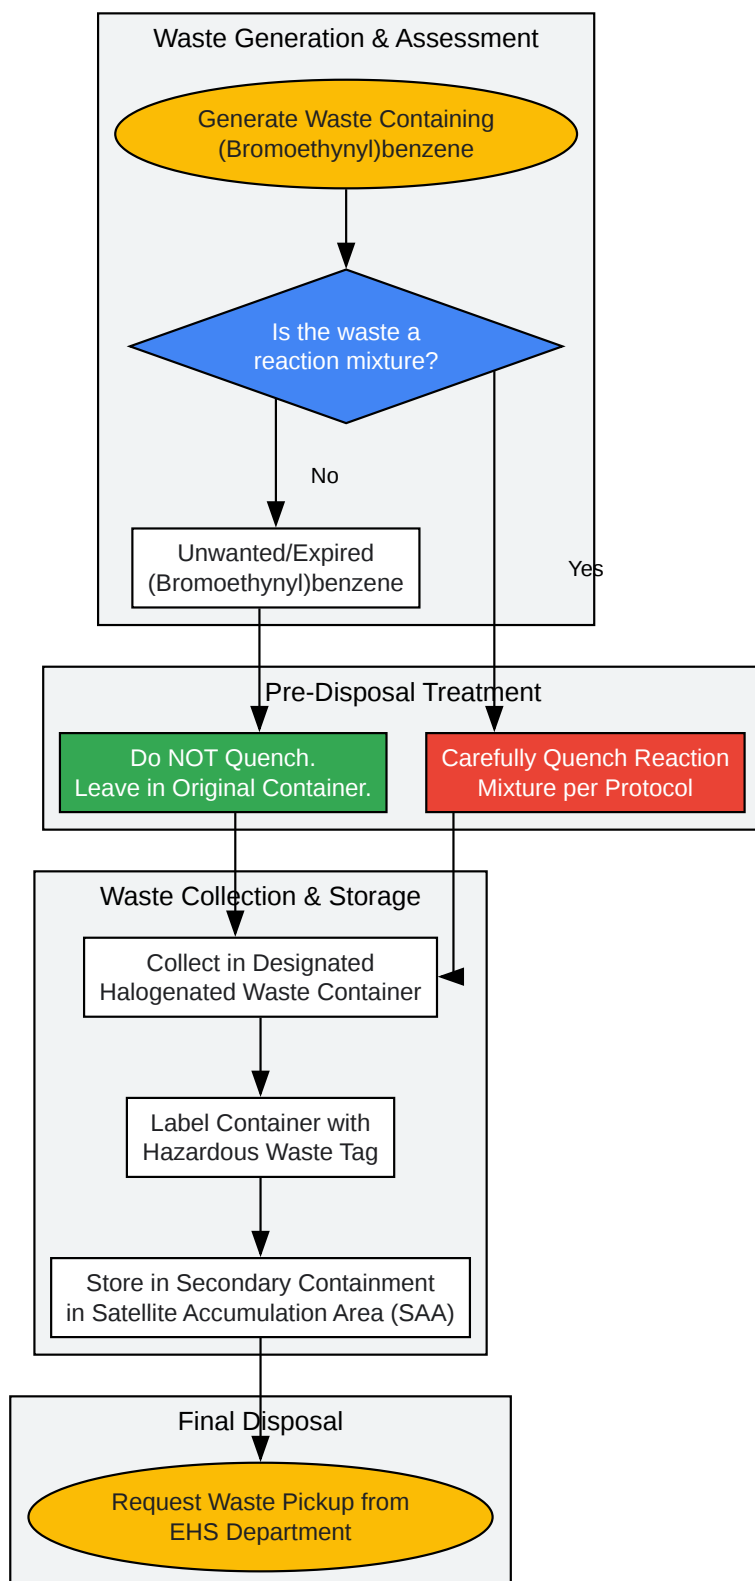 Waste Generation & Assessment
Generate Waste Containing
(Bromoethynyl)benzene
Is the waste a
reaction mixture?
No
Unwanted/Expired
(Bromoethynyl)benzene
Yes
Pre-Disposal Treatment
Do NOT Quench.
Leave in Original Container.
Carefully Quench Reaction
Mixture per Protocol
Waste Collection & Storage
Collect in Designated
Halogenated Waste Container
Label Container with
Hazardous Waste Tag
Store in Secondary Containment
in Satellite Accumulation Area (SAA)
Final Disposal
Request Waste Pickup from
EHS Department